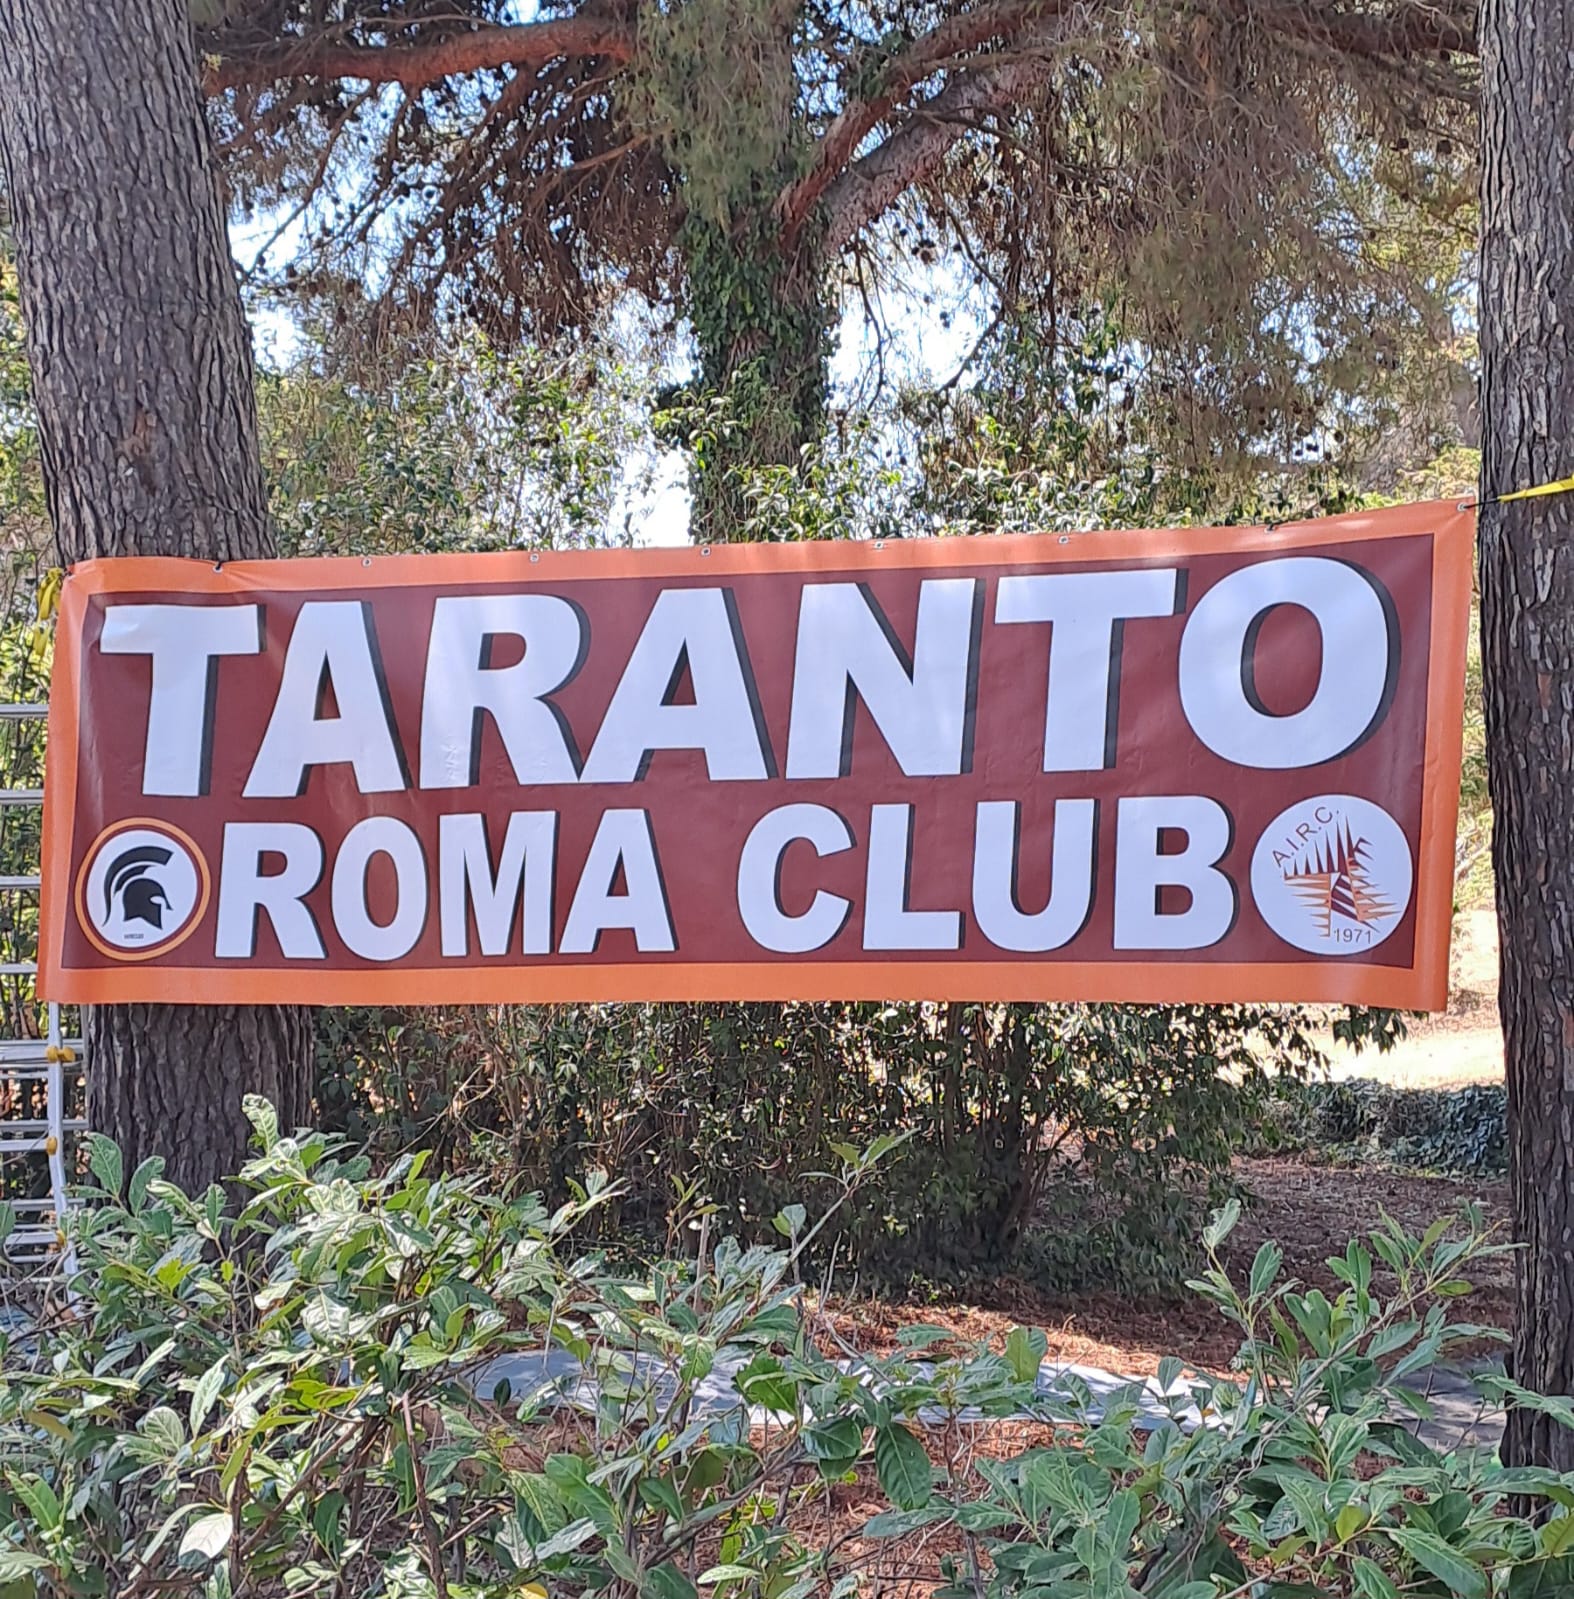 TARANTO
ROMA CLUB
A.I.R.C.
1971